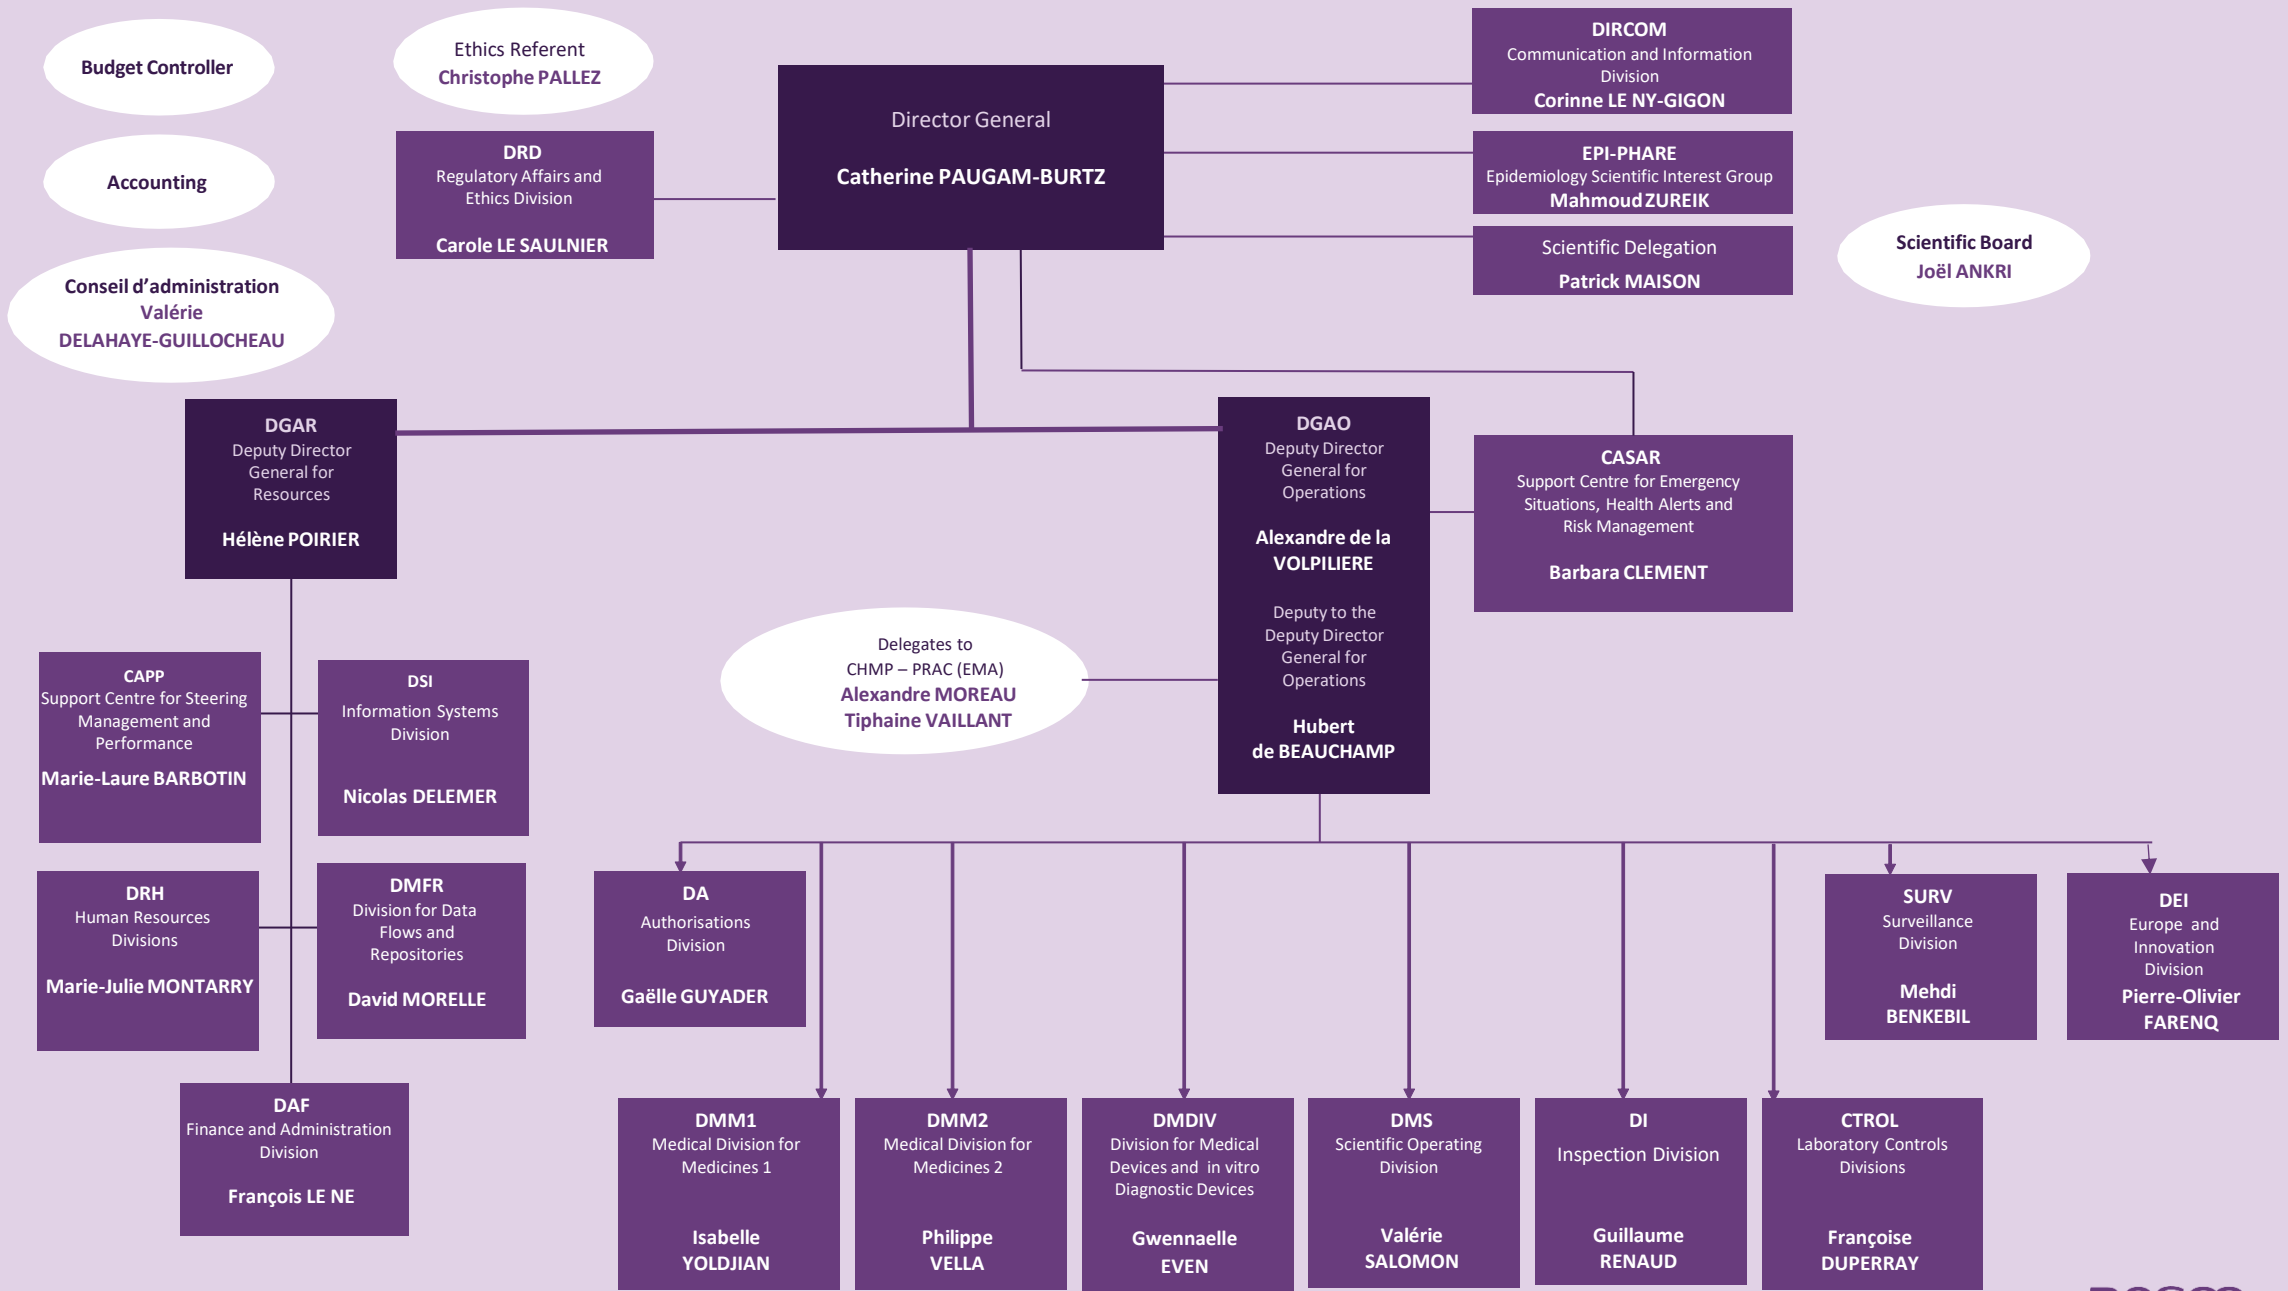 Budget Controller
Ethics Referent
Christophe PALLEZ
Director General
Catherine PAUGAM-BURTZ
DIRCOM
Communication and Information
Division
Corinne LE NY-GIGON
Accounting
DRD
Regulatory Affairs and
Ethics Division
Carole LE SAULNIER
EPI-PHARE
Epidemiology Scientific Interest Group
Mahmoud ZUREIK
Scientific Delegation
Patrick MAISON
Scientific Board
Joël ANKRI
Conseil d’administration
Valérie
DELAHAYE-GUILLOCHEAU
DGAR
Deputy Director
General for
Resources
Hélène POIRIER
DGAO
Deputy Director
General for
Operations
Alexandre de la
VOLPILIERE
Deputy to the
Deputy Director
General for
Operations
Hubert
de BEAUCHAMP
CASAR
Support Centre for Emergency
Situations, Health Alerts and
Risk Management
Barbara CLEMENT
Delegates to
CHMP – PRAC (EMA)
Alexandre MOREAU
Tiphaine VAILLANT
CAPP
Support Centre for Steering
Management and
Performance
Marie-Laure BARBOTIN
DSI
Information Systems
Division
Nicolas DELEMER
DRH
Human Resources
Divisions
Marie-Julie MONTARRY
DMFR
Division for Data
Flows and
Repositories
David MORELLE
DAF
Finance and Administration
Division
François LE NE
DA
Authorisations
Division
Gaëlle GUYADER
SURV
Surveillance
Division
Mehdi
BENKEBIL
DEI
Europe and
Innovation
Division
Pierre-Olivier
FARENQ
DMM1
Medical Division for
Medicines 1
Isabelle
YOLDJIAN
DMM2
Medical Division for
Medicines 2
Philippe
VELLA
DMDIV
Division for Medical
Devices and in vitro
Diagnostic Devices
Gwennaelle
EVEN
DMS
Scientific Operating
Division
Valérie
SALOMON
DI
Inspection Division
Guillaume
RENAUD
CTROL
Laboratory Controls
Divisions
Françoise
DUPERRAY